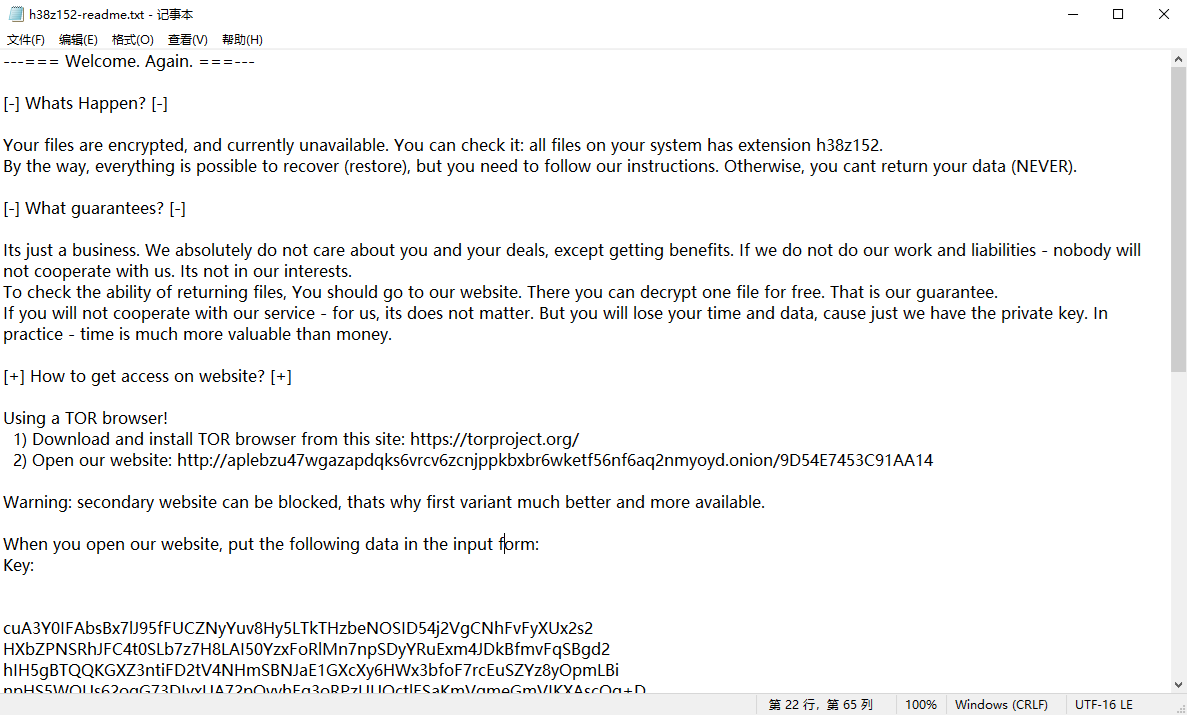 h38z152-readme.txt - 记事本
文件(F) 编辑(E) 格式(O) 查看(V) 帮助(H)
---=== Welcome. Again. ===---
[-] Whats Happen? [-]
Your files are encrypted, and currently unavailable. You can check it: all files on your system has extension h38z152.
By the way, everything is possible to recover (restore), but you need to follow our instructions. Otherwise, you cant return your data (NEVER).
[-] What guarantees? [-]
Its just a business. We absolutely do not care about you and your deals, except getting benefits. If we do not do our work and liabilities - nobody will
not cooperate with us. Its not in our interests.
To check the ability of returning files, You should go to our website. There you can decrypt one file for free. That is our guarantee.
If you will not cooperate with our service - for us, its does not matter. But you will lose your time and data, cause just we have the private key. In
practice - time is much more valuable than money.
[+] How to get access on website? [+]
Using a TOR browser!
1) Download and install TOR browser from this site: https://torproject.org/
2) Open our website: http://aplebzu47wgazapdqks6vrcv6zcnjppkbxbr6wketf56nf6aq2nmyoyd.onion/9D54E7453C91AA14
Warning: secondary website can be blocked, thats why first variant much better and more available.
When you open our website, put the following data in the input form:
Key:
cuA3Y0IFAbsBx7lJ95fFUCZNyYuv8Hy5LTkTHzbeNOSID54j2VgCNhFvFyXUx2s2
HXbZPNSRhJFC4t0SLb7z7H8LAI50YzxFoRlMn7npSDyYRuExm4JDkBfmvFqSBgd2
hIH5gBTQQKGXZ3ntiFD2tV4NHmSBNJaE1GXcXy6HWx3bfoF7rcEuSZYz8yOpmLBi
第 22 行，第 65 列 100% Windows (CRLF) UTF-16 LE